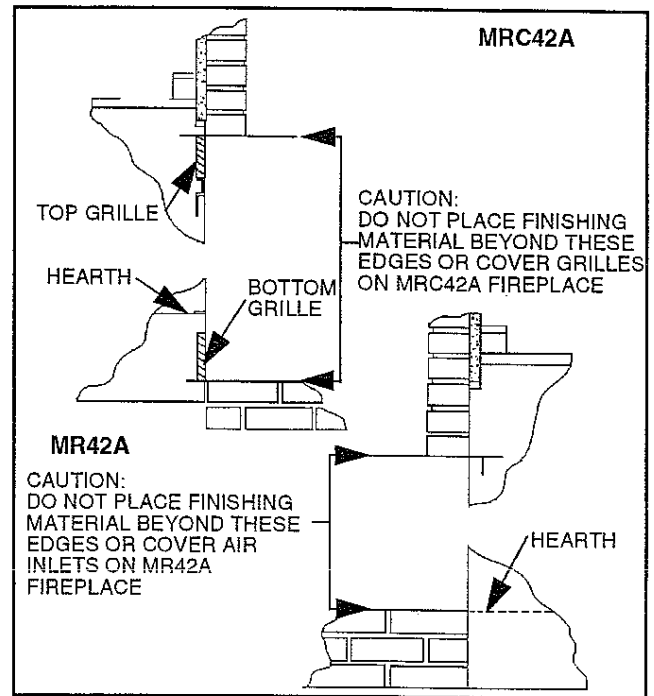 MRC42A
TOP GRILLE
CAUTION:
DO NOT PLACE FINISHING
MATERIAL BEYOND THESE
EDGES OR COVER GRILLES
ON MRC42A FIREPLACE
HEARTH
BOTTOM
GRILLE
MR42A
CAUTION:
DO NOT PLACE FINISHING
MATERIAL BEYOND THESE
EDGES OR COVER AIR
INLETS ON MR42A
FIREPLACE
HEARTH